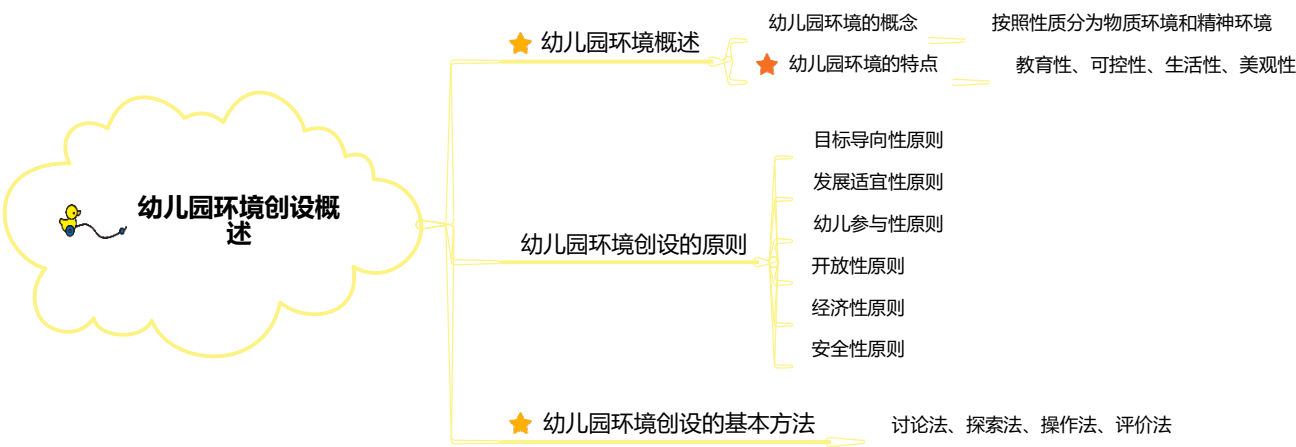 幼儿园环境创设概
述
幼儿园环境概述
幼儿园环境的概念
按照性质分为物质环境和精神环境
幼儿园环境的特点
教育性、可控性、生活性、美观性
幼儿园环境创设的原则
目标导向性原则
发展适宜性原则
幼儿参与性原则
开放性原则
经济性原则
安全性原则
幼儿园环境创设的基本方法
讨论法、探索法、操作法、评价法